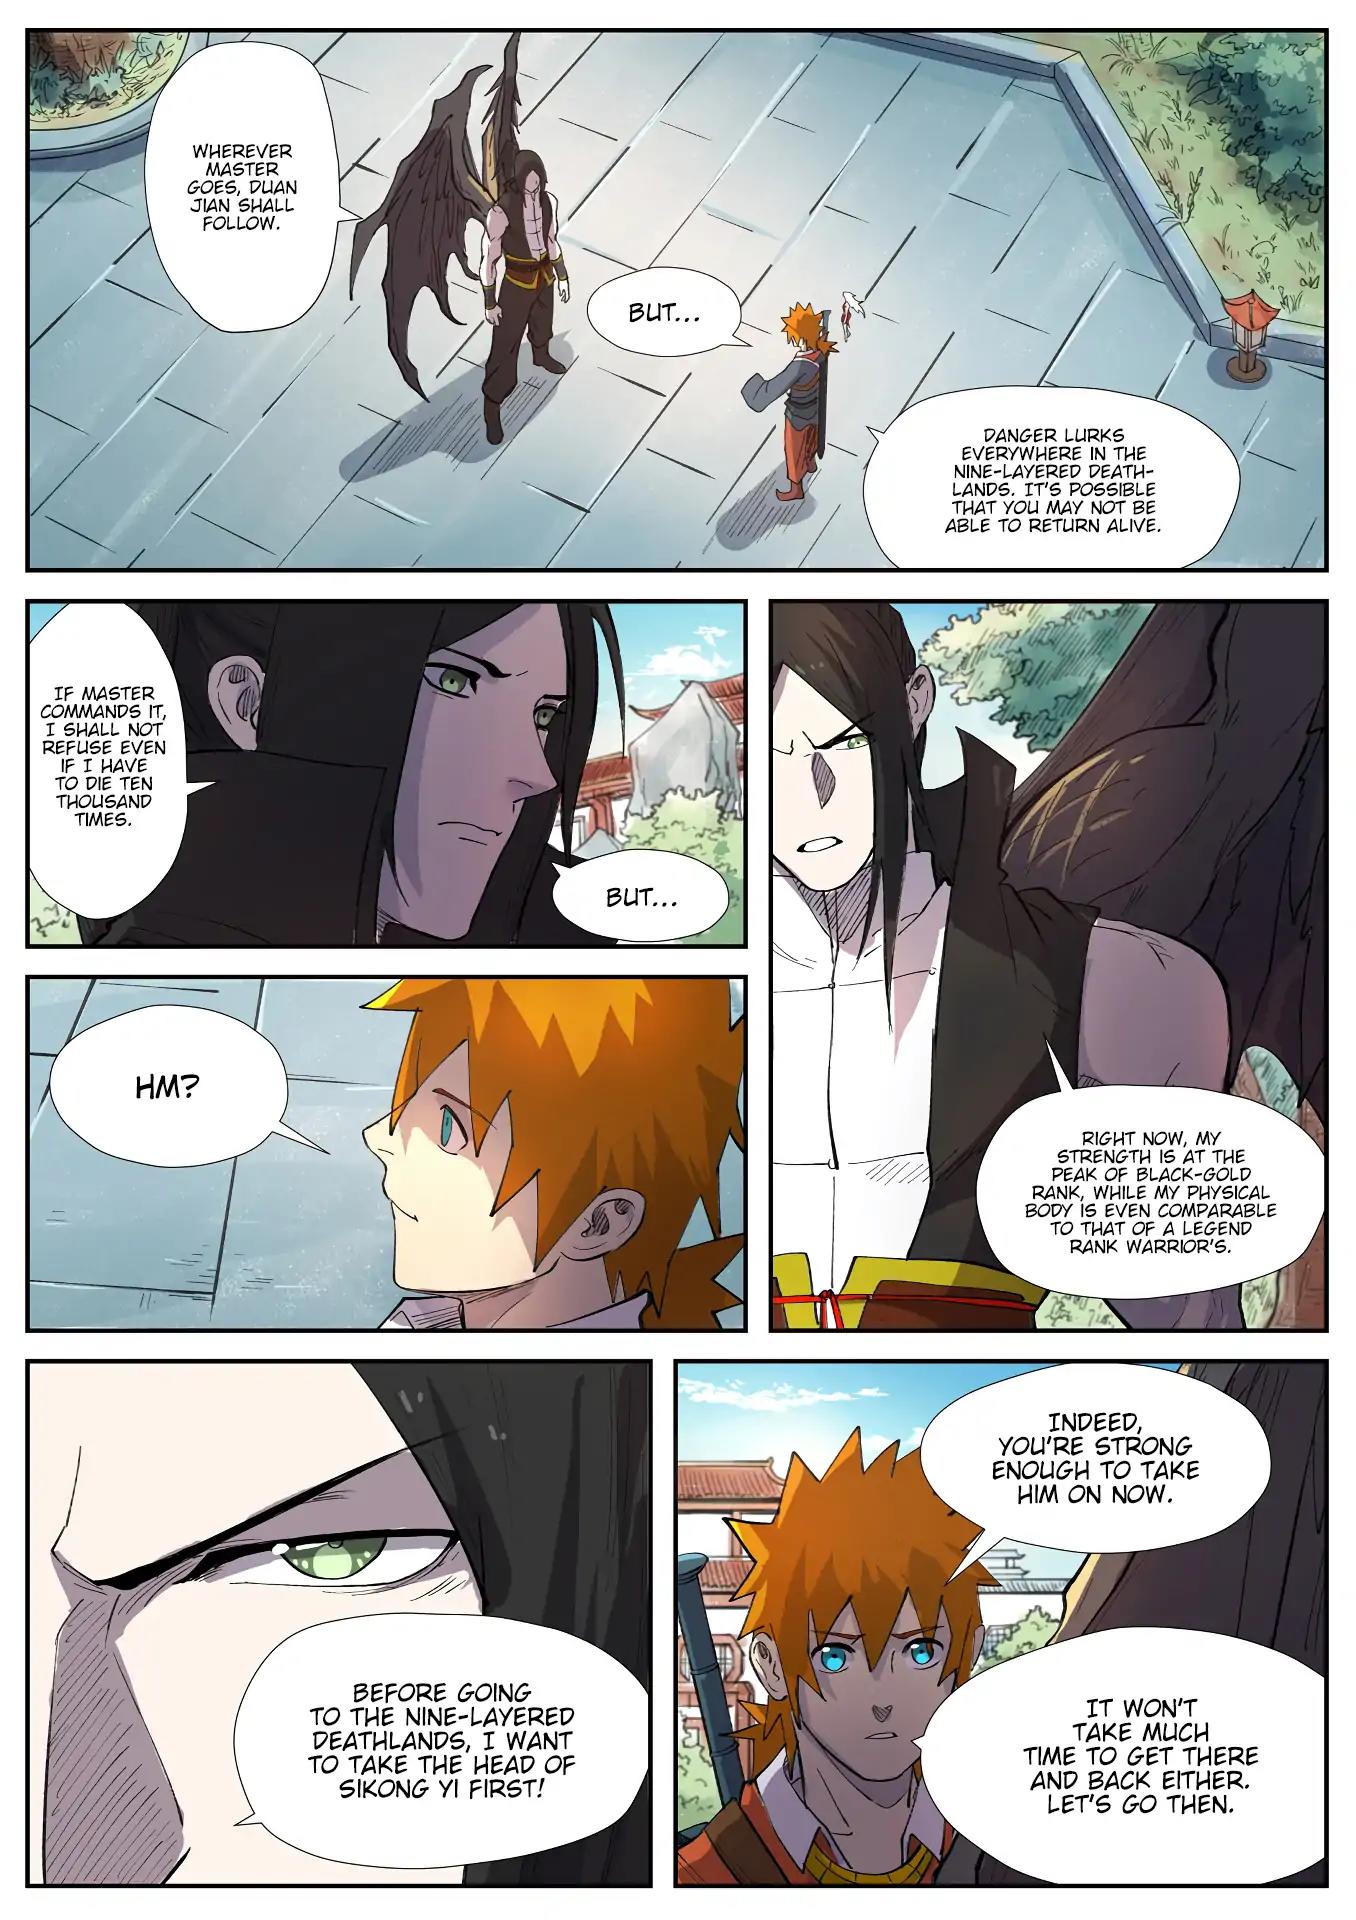 WHEREVER
MASTER
GOES, DUAN
JIAN SHALL
FOLLOW.
BUT...
DANGER LURKS
EVERYWHERE IN THE
NINE-LAYERED DEATH-
LANDS. IT'S POSSIBLE
THAT YOU MAY NOT BE
ABLE TO RETURN ALIVE.
IF MASTER
COMMANDS IT,
I SHALL NOT
REFUSE EVEN
IF I HAVE
TO DIE TEN
THOUSAND
TIMES.
BUT...
HM?
RIGHT NOW, MY
STRENGTH IS AT THE
PEAK OF BLACK-GOLD
RANK, WHILE MY PHYSICAL
BODY IS EVEN COMPARABLE
TO THAT OF A LEGEND
RANK WARRIOR'S.
BEFORE GOING
TO THE NINE-LAYERED
DEATHLANDS, I WANT
TO TAKE THE HEAD OF
SIKONG YI FIRST!
INDEED,
YOU'RE STRONG
ENOUGH TO TAKE
HIM ON NOW.
IT WON'T
TAKE MUCH
TIME TO GET THERE
AND BACK EITHER.
LET'S GO THEN.